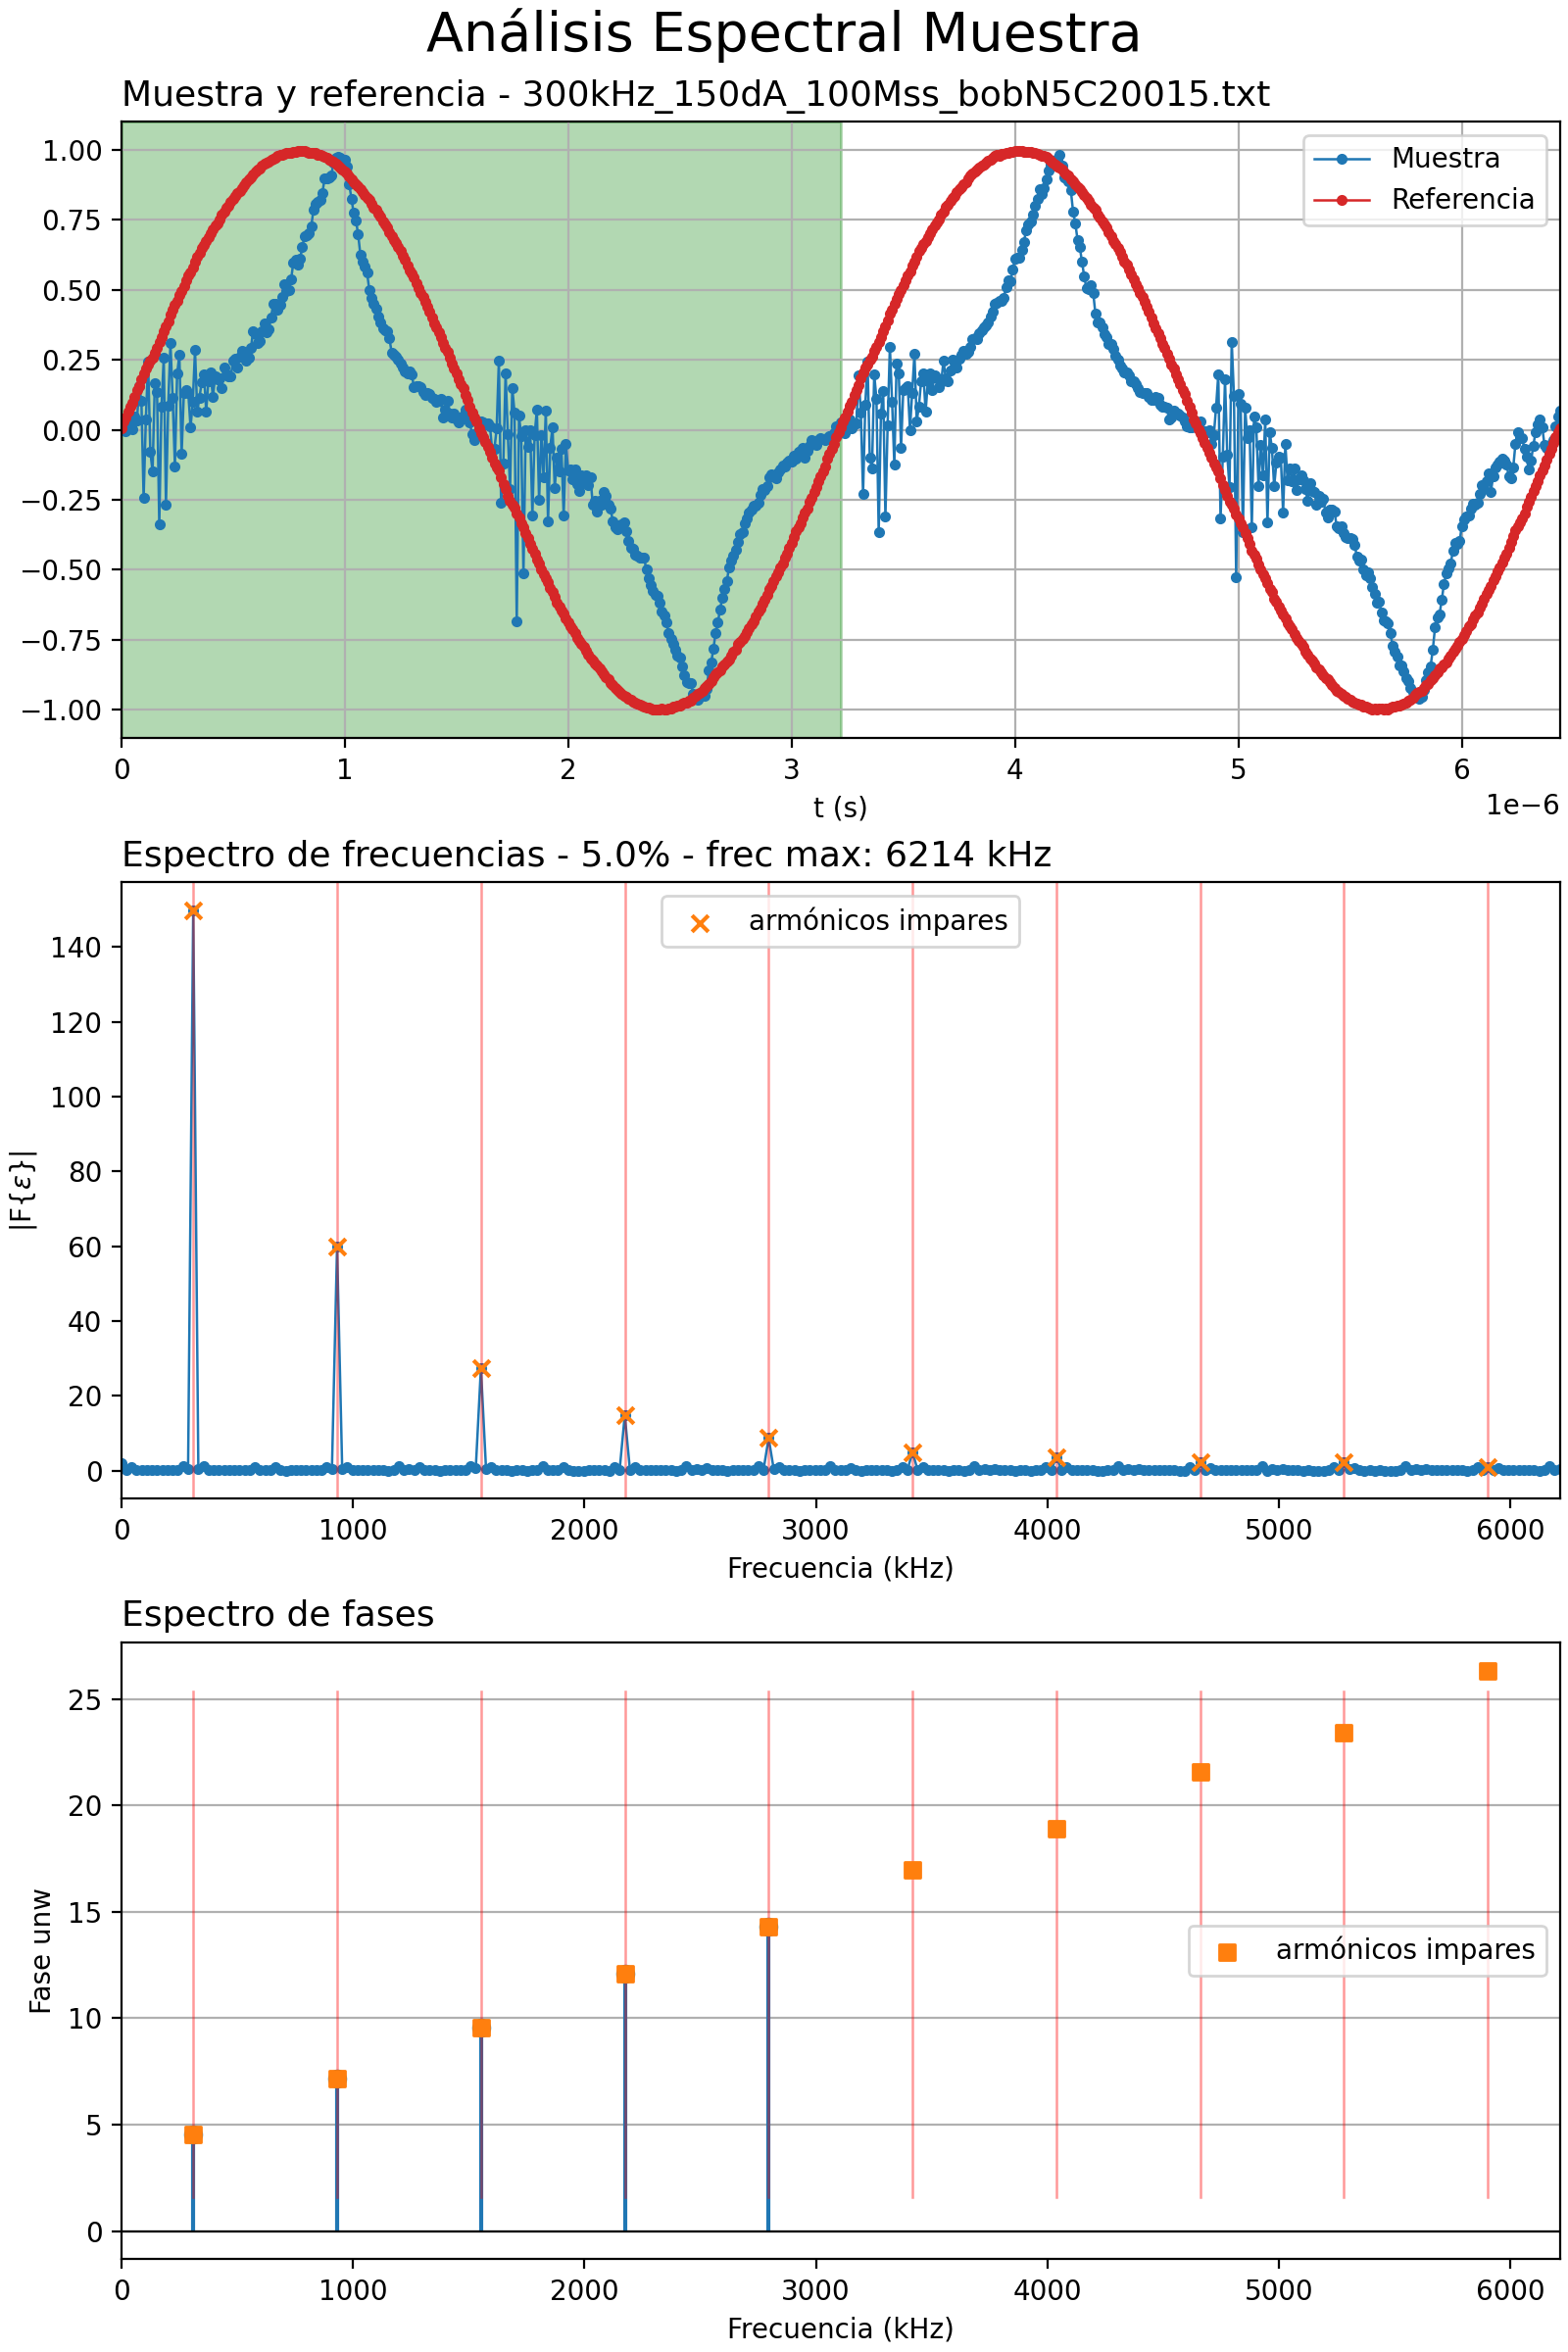 Análisis Espectral Muestra
Muestra y referencia - 300kHz_150dA_100Mss_bobN5C20015.txt
1.00
0.75
0.50
0.25
0.00
−0.25
−0.50
−0.75
−1.00
Muestra
Referencia
0 1 2 3 4 5 6
t (s)
1e−6
Espectro de frecuencias - 5.0% - frec max: 6214 kHz
armónicos impares
140
120
100
80
60
40
20
0
|F{ε}|
0 1000 2000 3000 4000 5000 6000
Frecuencia (kHz)
Espectro de fases
25
20
15
10
5
0
Fase unw
armónicos impares
0 1000 2000 3000 4000 5000 6000
Frecuencia (kHz)